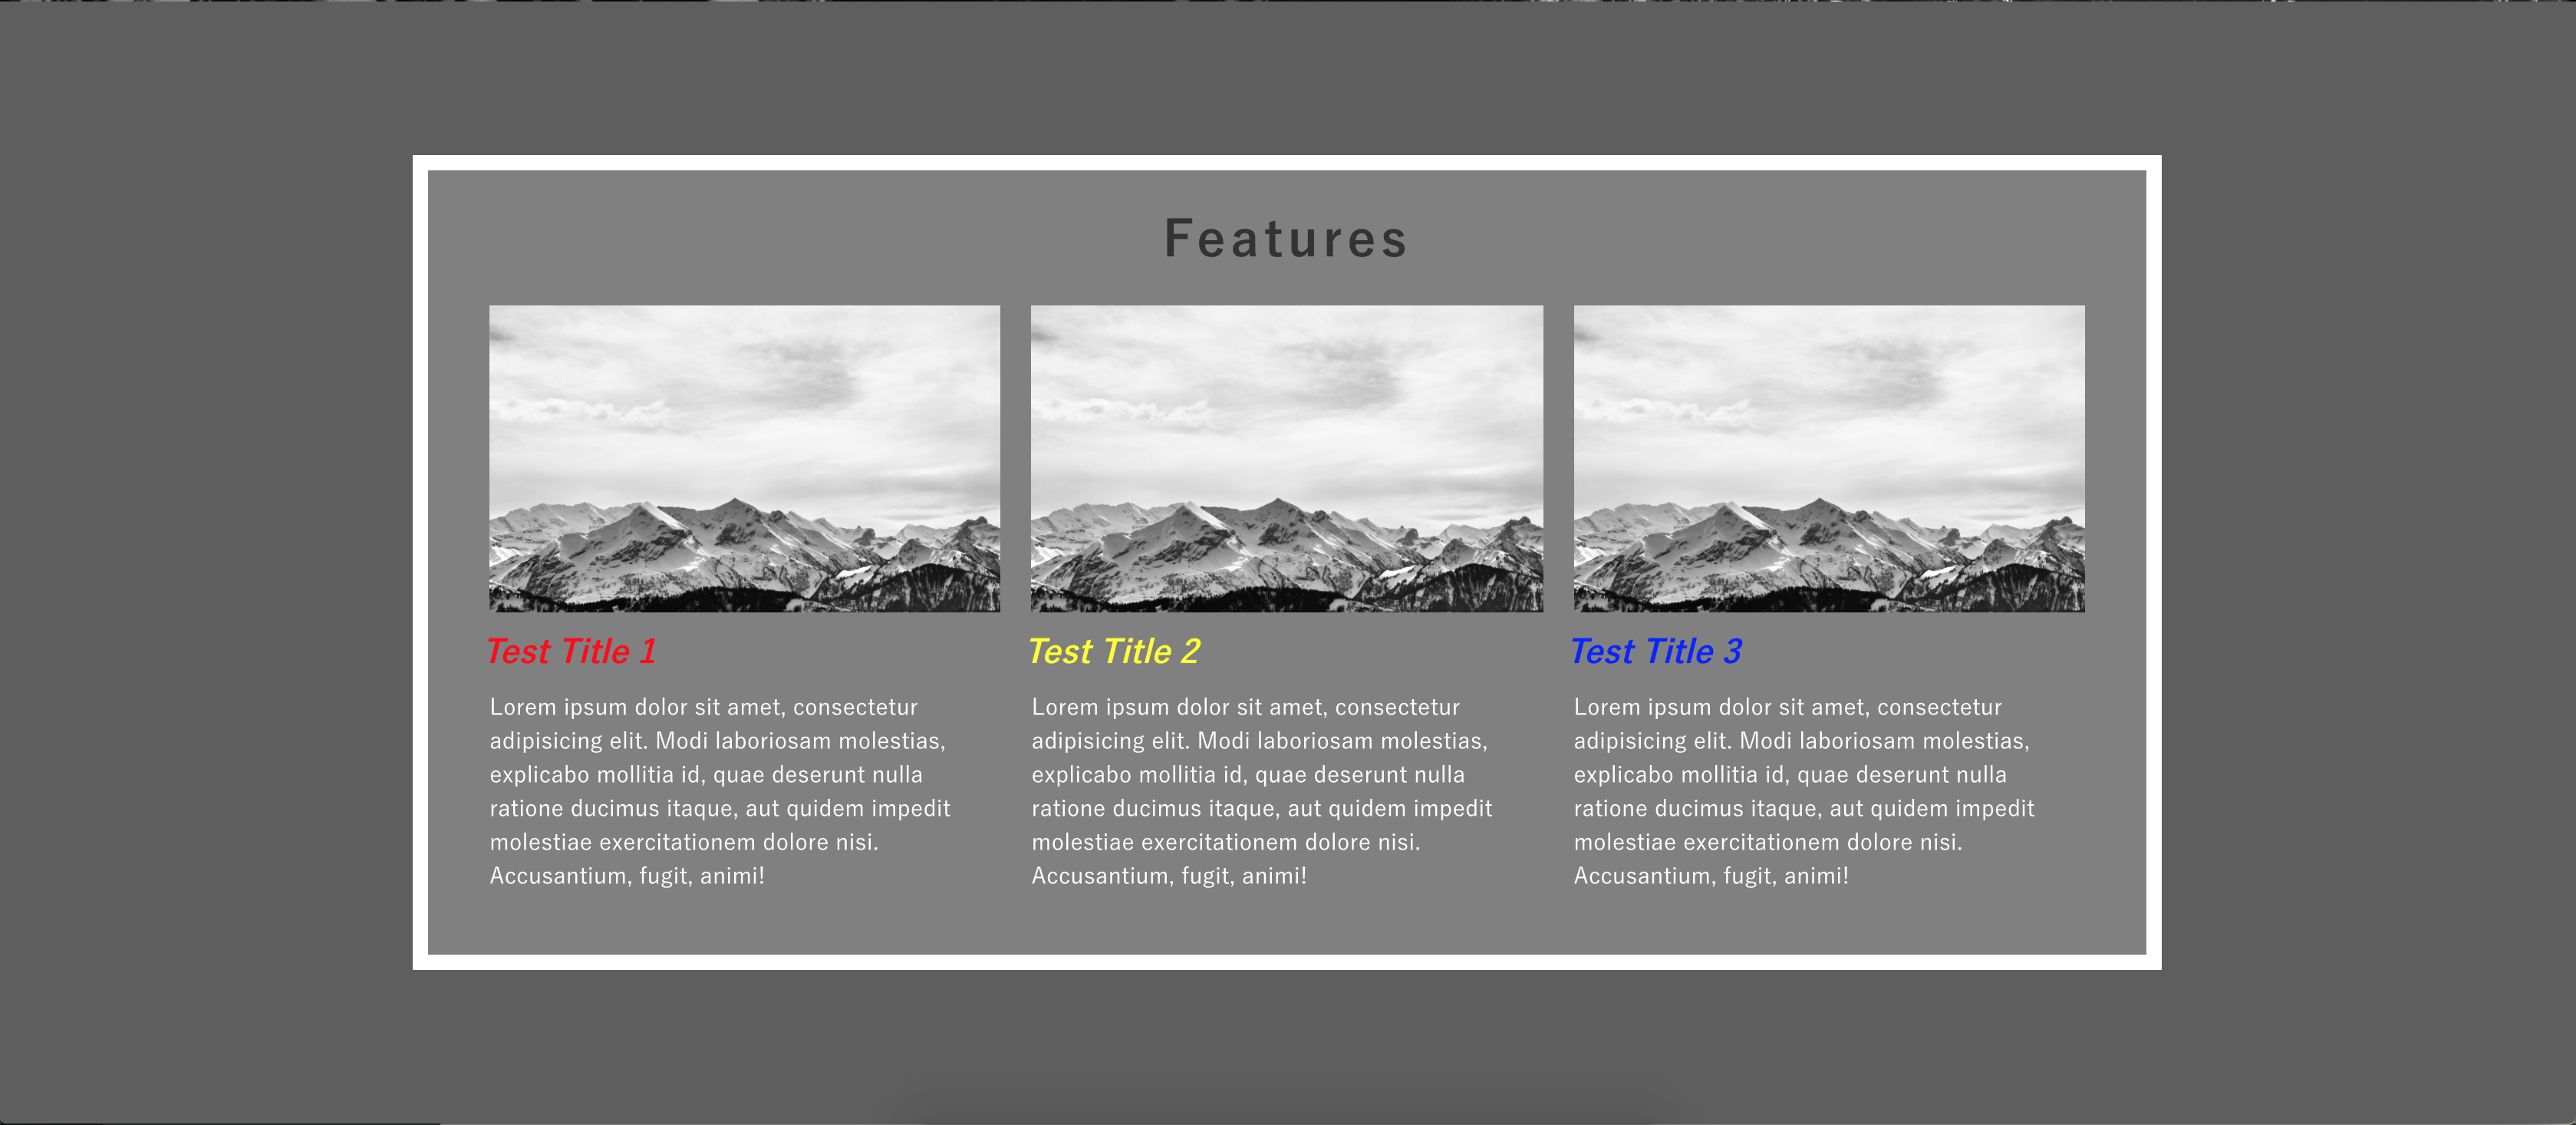 Features
Test Title 1
Lorem ipsum dolor sit amet, consectetur
adipisicing elit. Modi laboriosam molestias,
explicabo mollitia id, quae deserunt nulla
ratione ducimus itaque, aut quidem impedit
molestiae exercitationem dolore nisi.
Accusantium, fugit, animi!
Test Title 2
Lorem ipsum dolor sit amet, consectetur
adipisicing elit. Modi laboriosam molestias,
explicabo mollitia id, quae deserunt nulla
ratione ducimus itaque, aut quidem impedit
molestiae exercitationem dolore nisi.
Accusantium, fugit, animi!
Test Title 3
Lorem ipsum dolor sit amet, consectetur
adipisicing elit. Modi laboriosam molestias,
explicabo mollitia id, quae deserunt nulla
ratione ducimus itaque, aut quidem impedit
molestiae exercitationem dolore nisi.
Accusantium, fugit, animi!